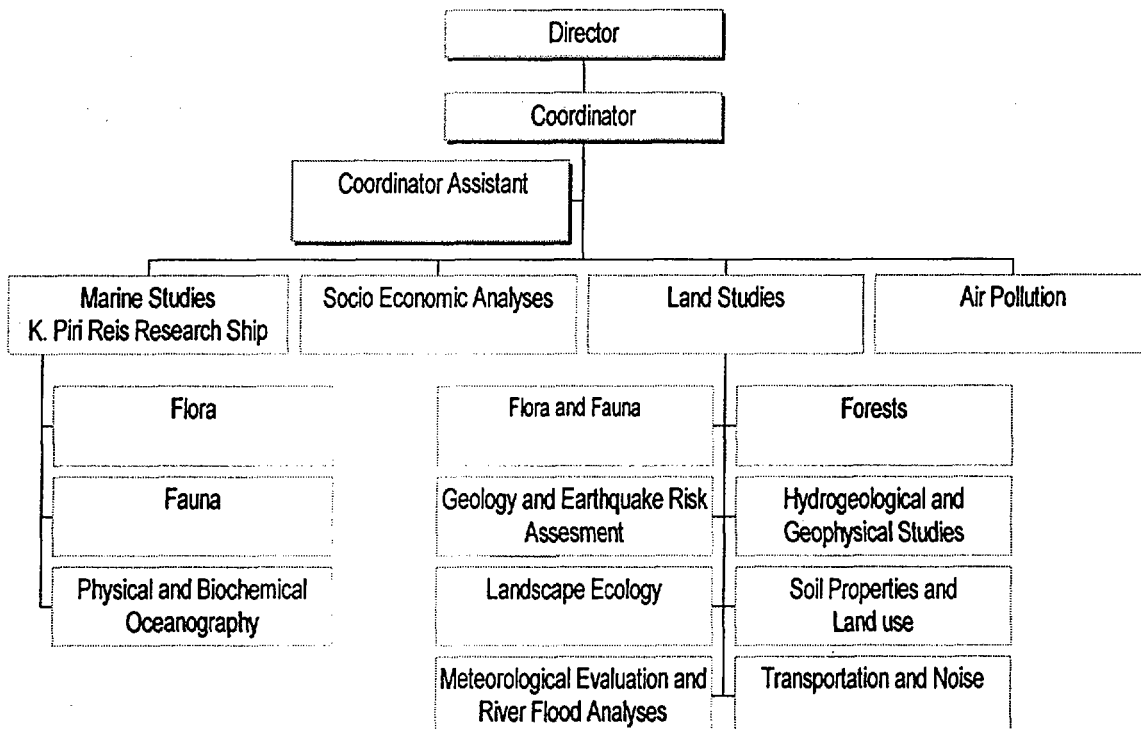 Director
Coordinator
Coordinator Assistant
Marine Studies
K. Piri Reis Research Ship
Socio Economic Analyses
Land Studies
Air Pollution
Flora
Fauna
Physical and Biochemical
Oceanography
Flora and Fauna
Forests
Geology and Earthquake Risk
Assesment
Hydrogeological and
Geophysical Studies
Landscape Ecology
Soil Properties and
Land use
Meteorological Evaluation and
River Flood Analyses
Transportation and Noise